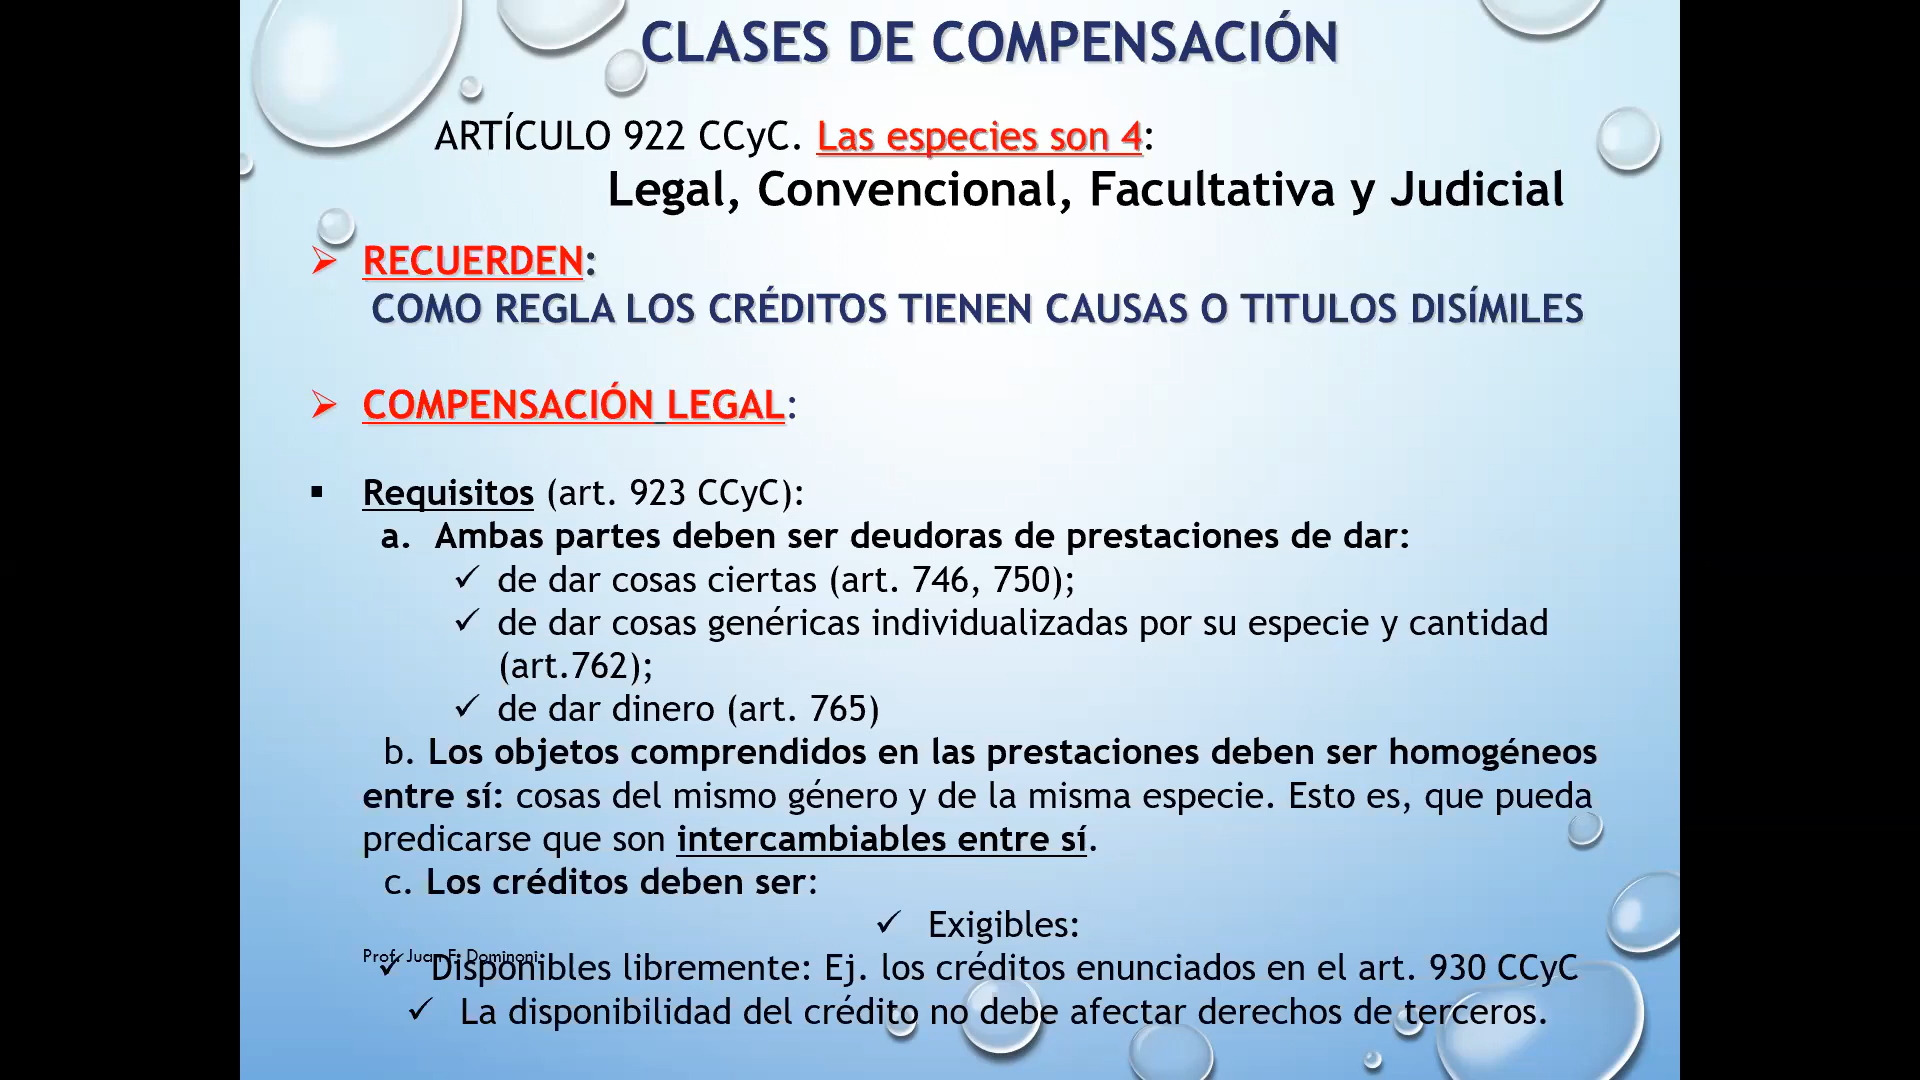 CLASES DE COMPENSACIÓN
ARTÍCULO 922 CCyC. Las especies son 4:
Legal, Convencional, Facultativa y Judicial
RECUERDEN:
COMO REGLA LOS CRÉDITOS TIENEN CAUSAS O TITULOS DISÍMILES
COMPENSACIÓN LEGAL:
Requisitos (art. 923 CCyC):
a. Ambas partes deben ser deudoras de prestaciones de dar:
de dar cosas ciertas (art. 746, 750);
de dar cosas genéricas individualizadas por su especie y cantidad
(art.762);
de dar dinero (art. 765)
b. Los objetos comprendidos en las prestaciones deben ser homogéneos
entre sí: cosas del mismo género y de la misma especie. Esto es, que pueda
predicarse que son intercambiables entre sí.
c. Los créditos deben ser:
Exigibles:
Prof. Juan F. Dominoni.
Disponibles libremente: Ej. los créditos enunciados en el art. 930 CCyC
La disponibilidad del crédito no debe afectar derechos de terceros.